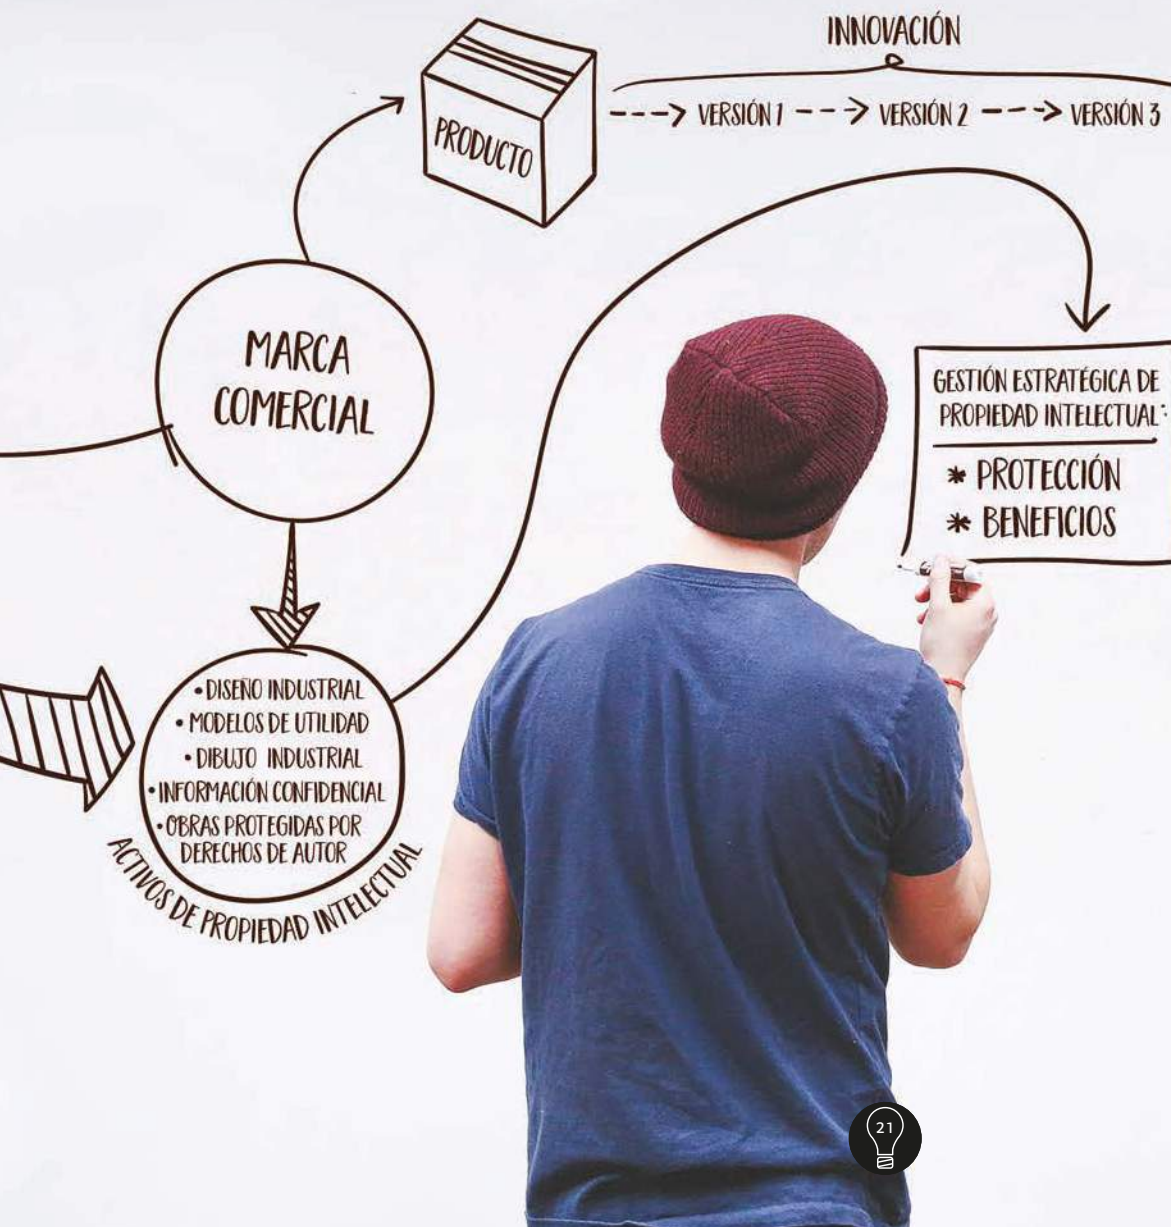 INNOVACIÓN
PRODUCTO
VERSIÓN 1
VERSIÓN 2
VERSIÓN 3
MARCA
COMERCIAL
GESTIÓN ESTRATÉGICA DE
PROPIEDAD INTELECTUAL:
* PROTECCIÓN
* BENEFICIOS
• DISEÑO INDUSTRIAL
• MODELOS DE UTILIDAD
• DIBUJO INDUSTRIAL
• INFORMACIÓN CONFIDENCIAL
• OBRAS PROTEGIDAS POR
DERECHOS DE AUTOR
ACTIVOS DE PROPIEDAD INTELECTUAL
21